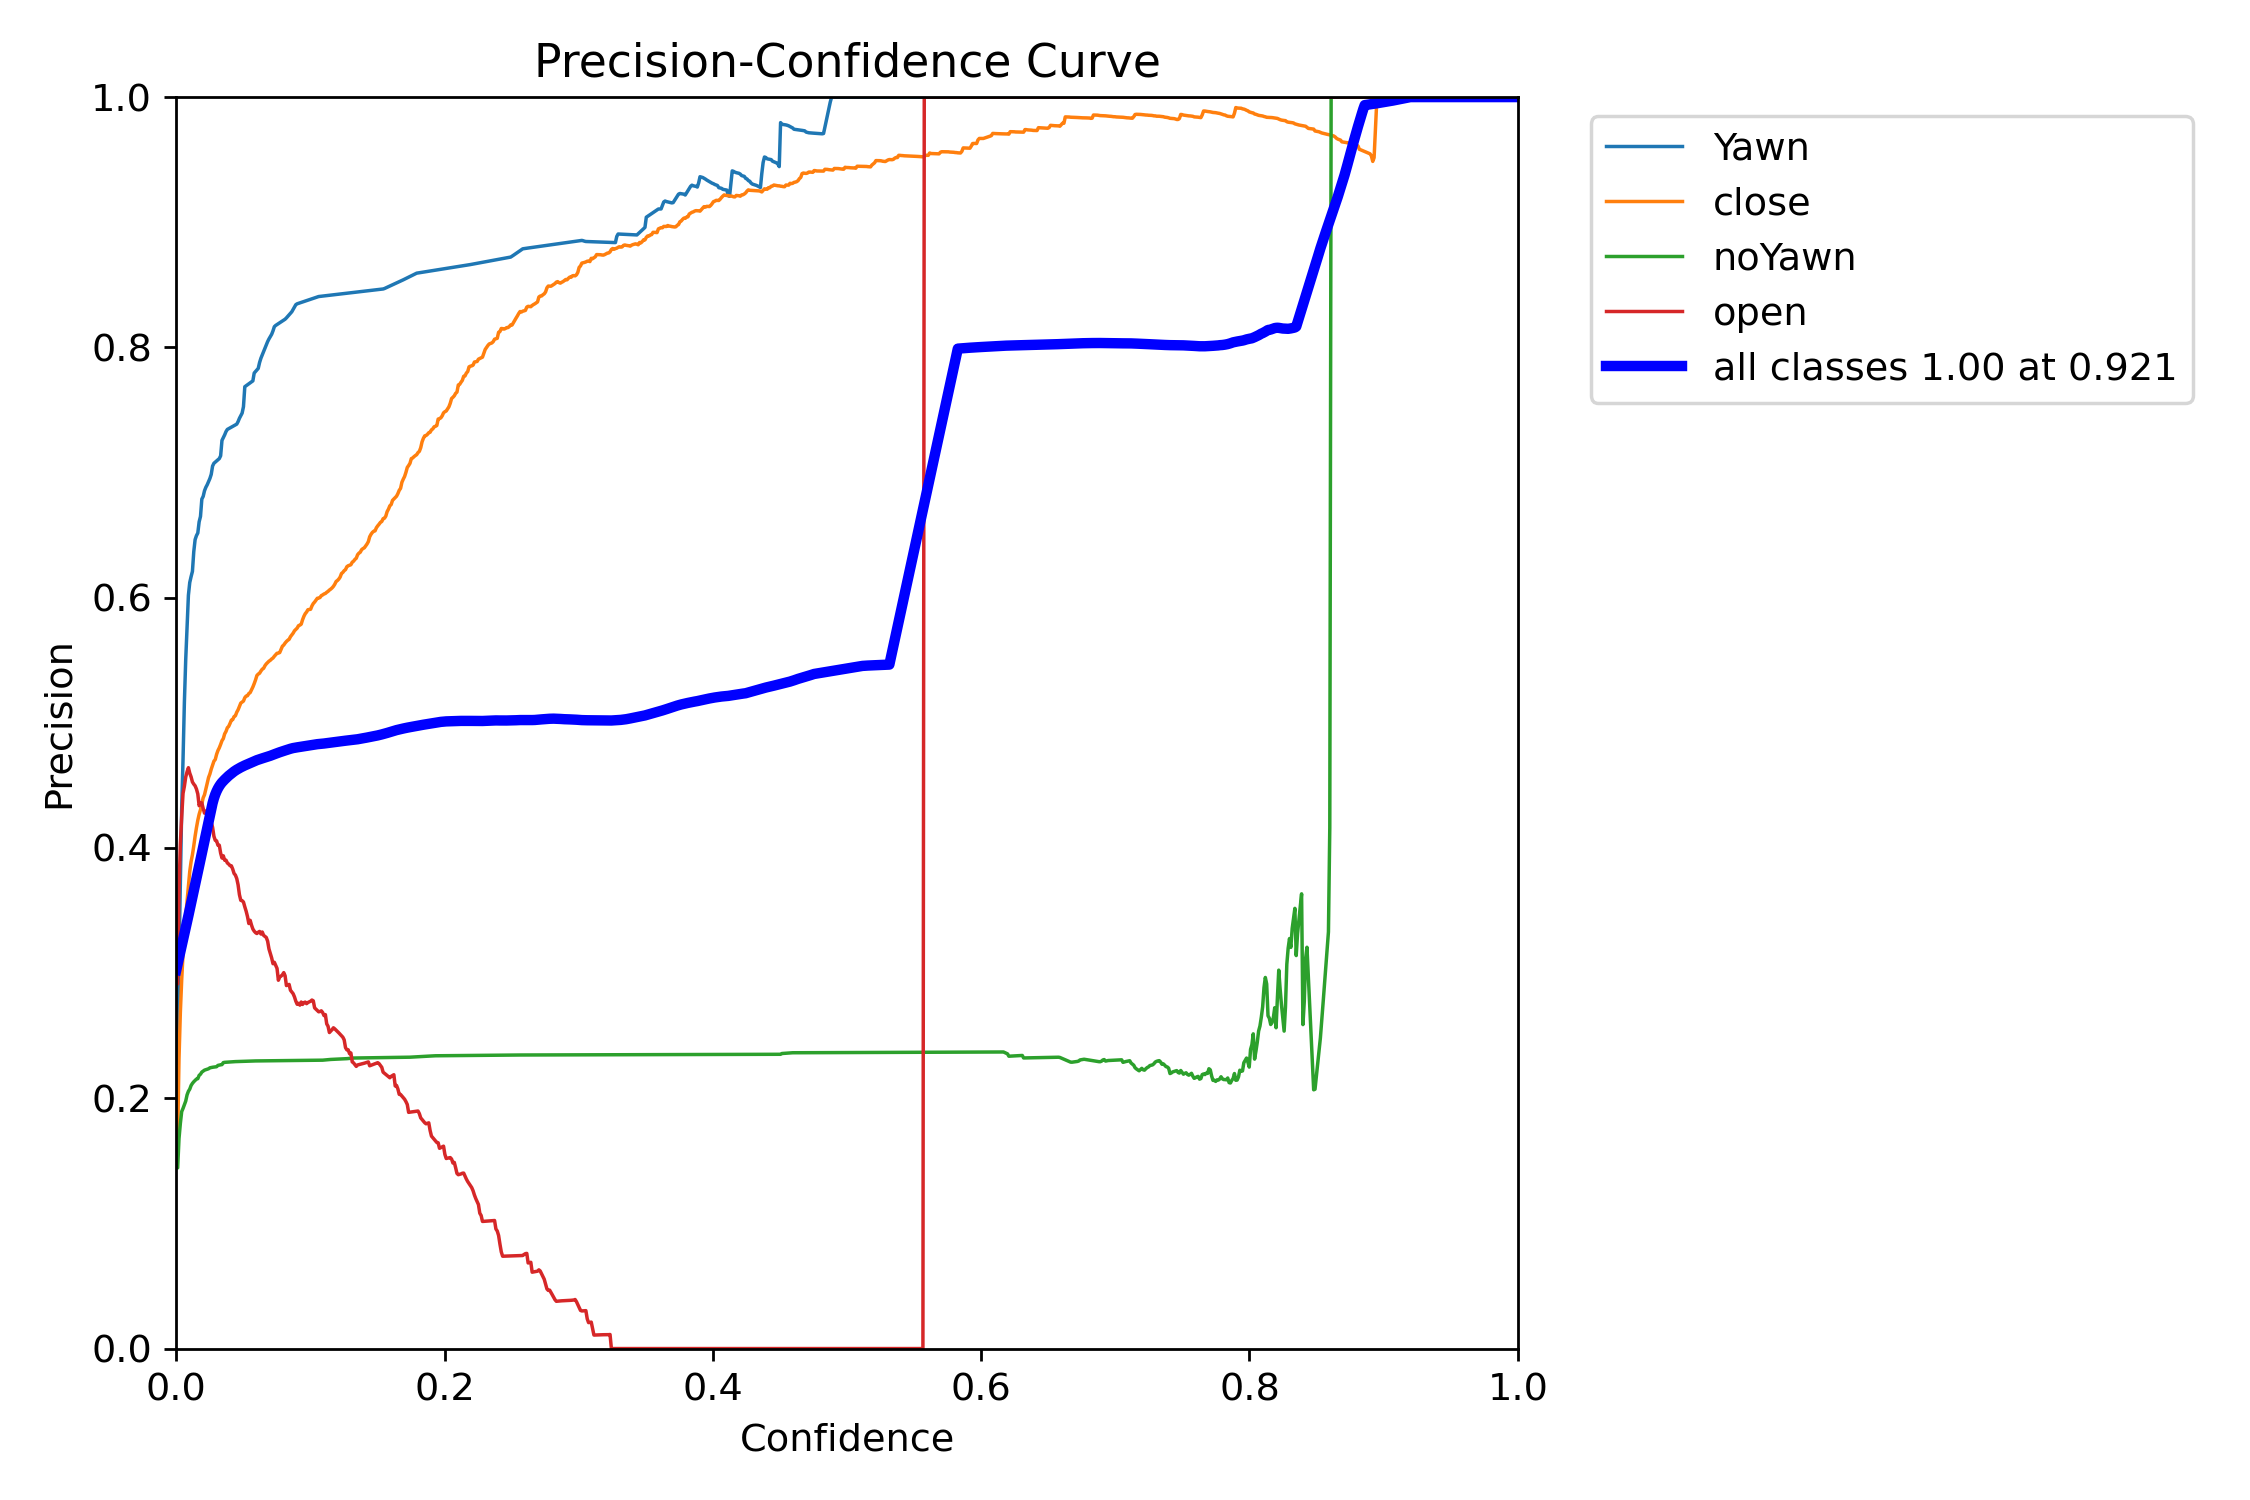 Precision-Confidence Curve
1.0
0.8
0.6
0.4
0.2
0.0
Precision
0.0 0.2 0.4 0.6 0.8 1.0
Confidence
Yawn
close
noYawn
open
all classes 1.00 at 0.921